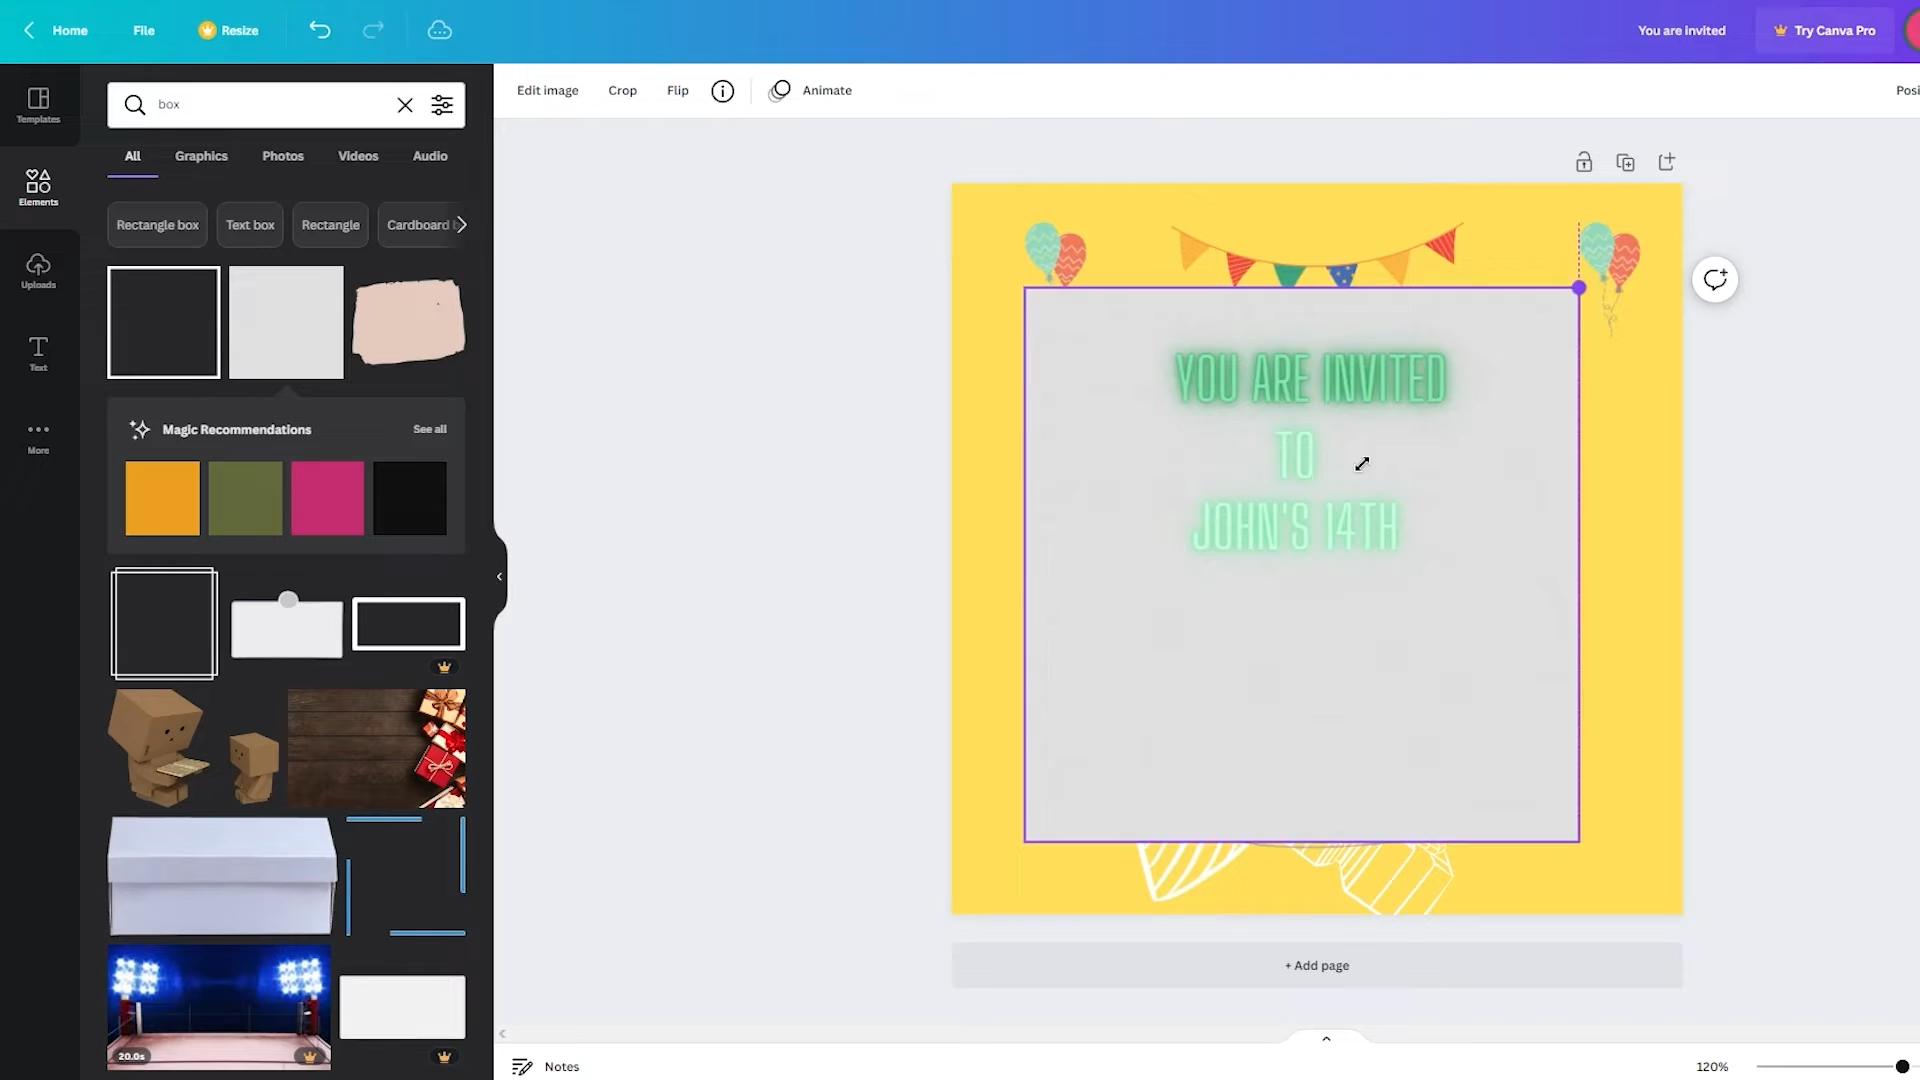 Home
File
Resize
You are invited
Try Canva Pro
Templates
Elements
Uploads
Text
More
box
All
Graphics
Photos
Videos
Audio
Rectangle box
Text box
Rectangle
Cardboard
Magic Recommendations
See all
20.0s
Edit image
Crop
Flip
Animate
Posi
YOU ARE INVITED
TO
JOHN'S 14TH
+ Add page
Notes
120%